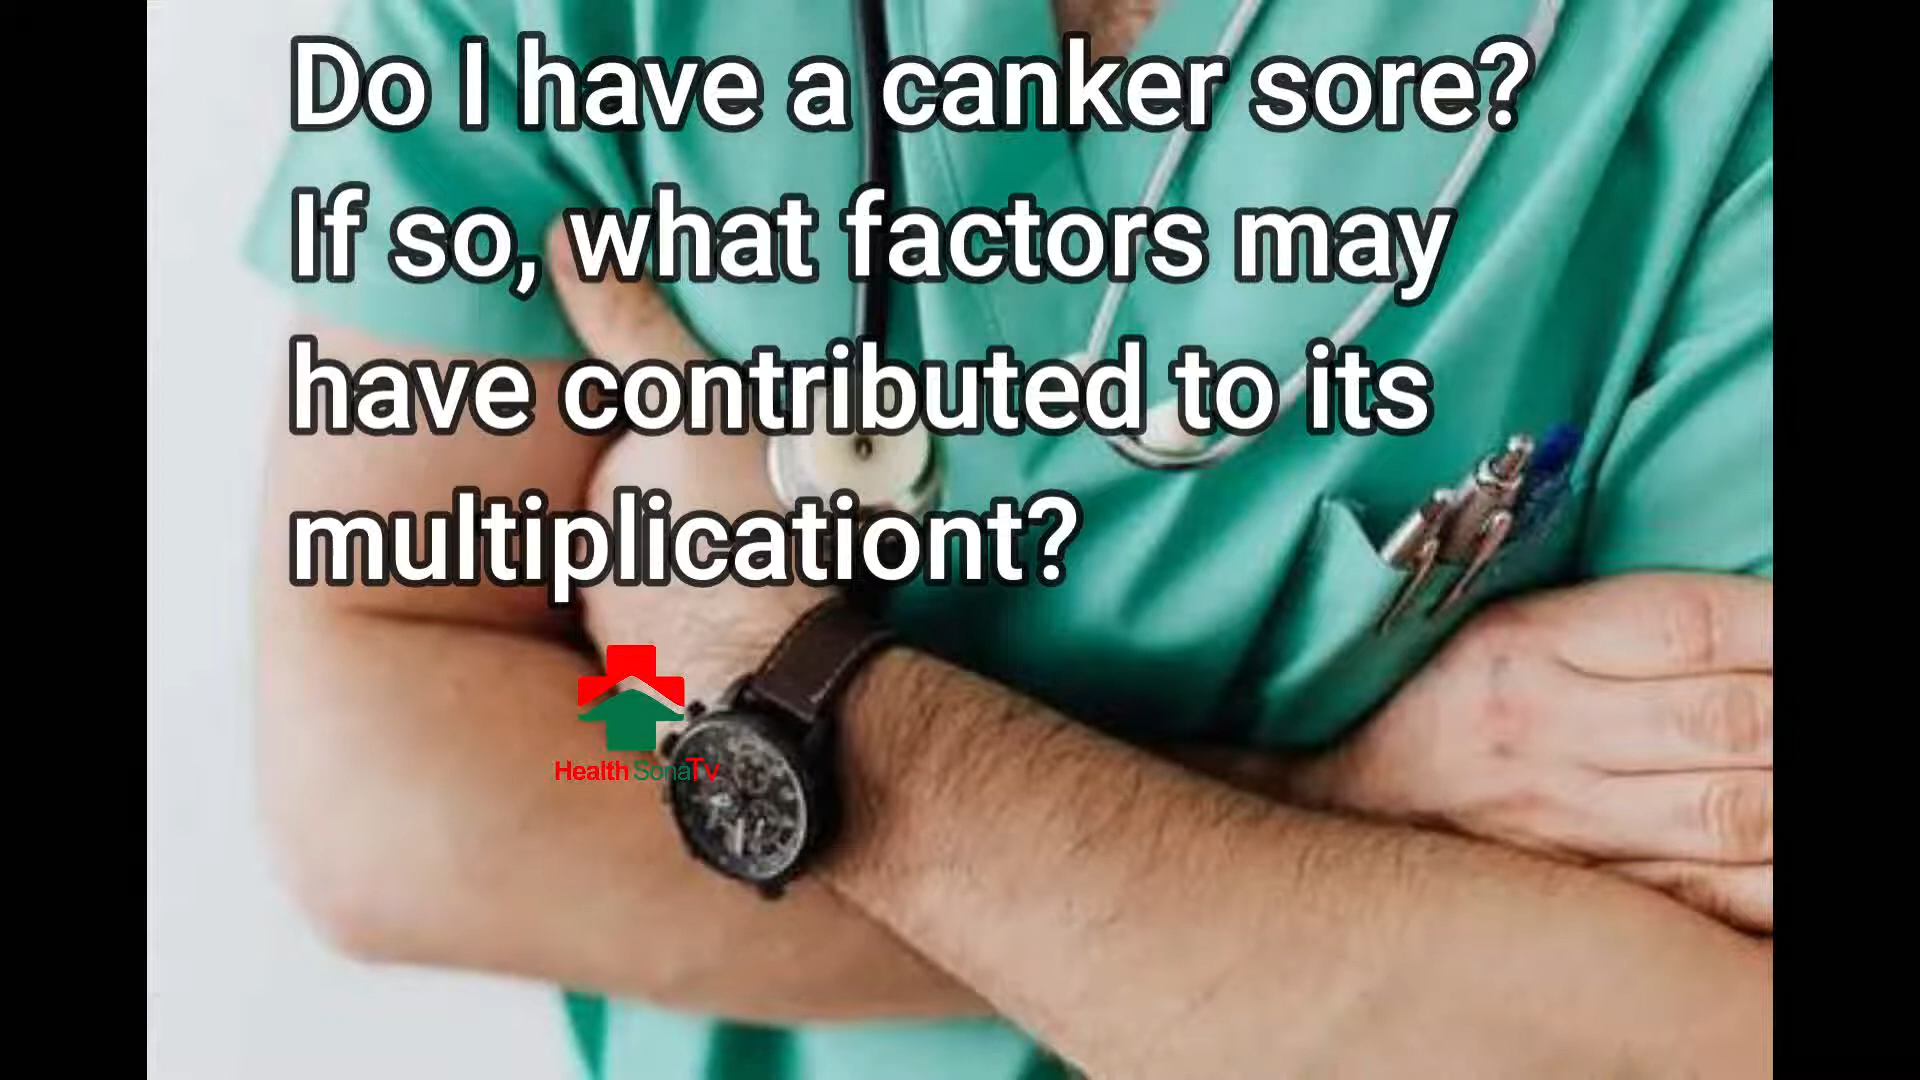 Do I have a canker sore?
If so, what factors may
have contributed to its
multiplicationt?
Health SonaTv